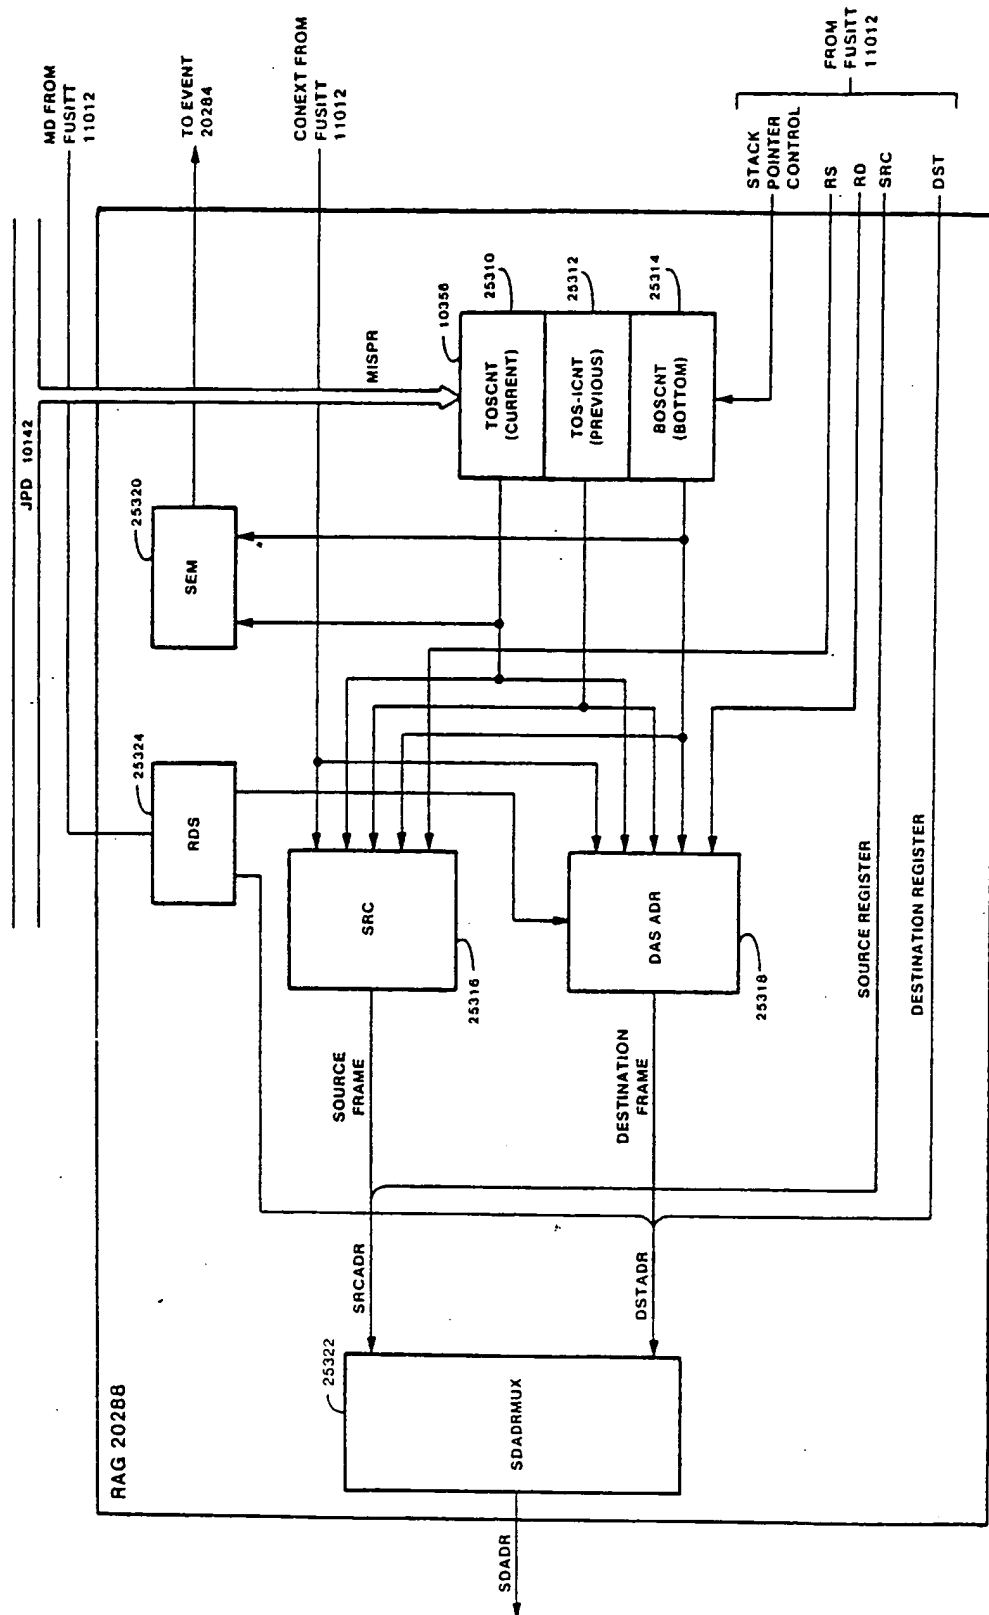 JPD 10142
MD FROM
FUSITT
11012
TO EVENT
20284
CONEXT FROM
FUSITT
11012
FROM
FUSITT
11012
STACK
POINTER
CONTROL
RS
RD
SRC
DST
RAG 20288
25324
RDS
25320
SEM
MISPR
10356
TOSCNT
(CURRENT)
25310
TOS-ICNT
(PREVIOUS)
25312
BOSCNT
(BOTTOM)
25314
SRC
25316
DAS ADR
25318
SOURCE
FRAME
DESTINATION
FRAME
SOURCE REGISTER
DESTINATION REGISTER
SRCADR
DSTADR
25322
SDADRMUX
SDADR